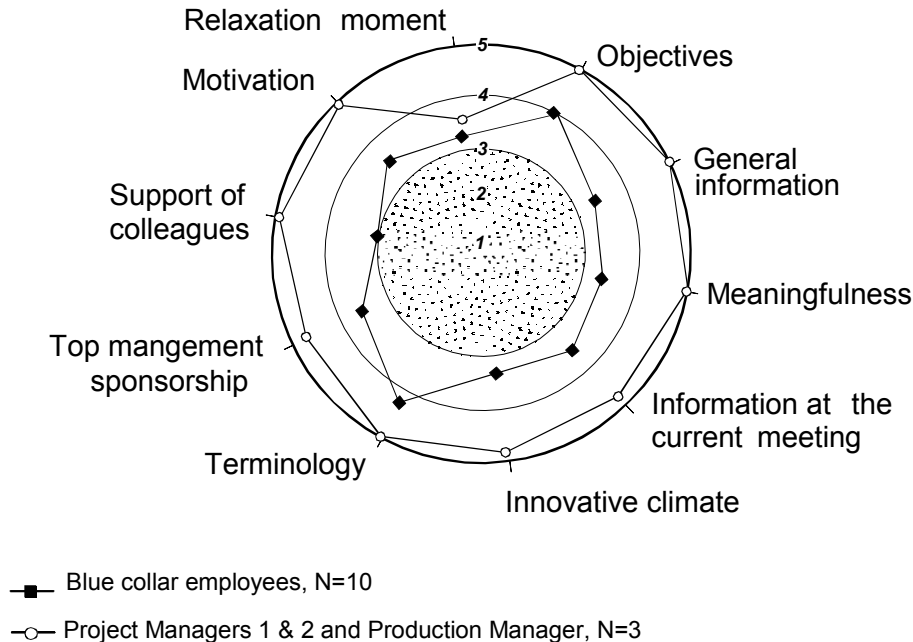 Relaxation moment
5
Objectives
Motivation
4
3
General
information
2
Support of
colleagues
1
Meaningfulness
Top mangement
sponsorship
Information at the
current meeting
Terminology
Innovative climate
Blue collar employees, N=10
Project Managers 1 & 2 and Production Manager, N=3